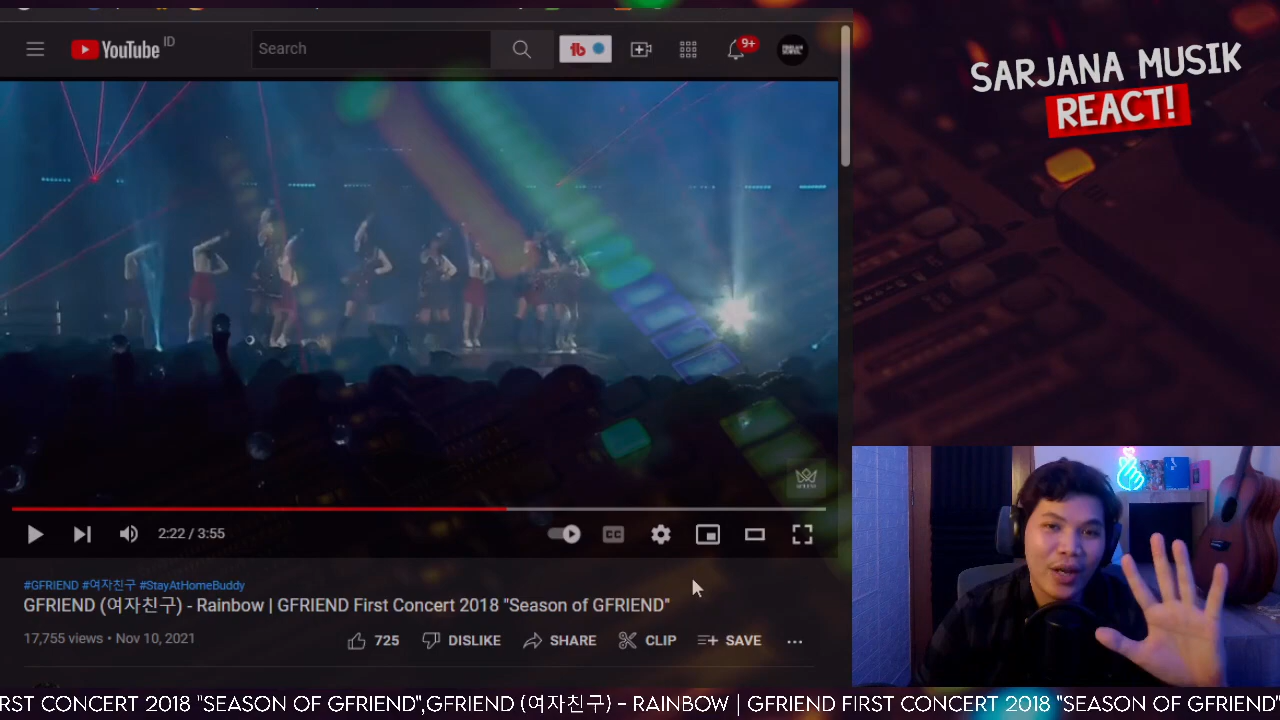 YouTube ID
Search
9+
SARJANA MUSIK
REACT!
2:22 / 3:55
CC
#GFRIEND #여자친구 #StayAtHomeBuddy
GFRIEND (여자친구) - Rainbow | GFRIEND First Concert 2018 "Season of GFRIEND"
17,755 views • Nov 10, 2021
725
DISLIKE
SHARE
CLIP
SAVE
RST CONCERT 2018 "SEASON OF GFRIEND",GFRIEND (여자친구) - RAINBOW | GFRIEND FIRST CONCERT 2018 "SEASON OF GFRIEND"